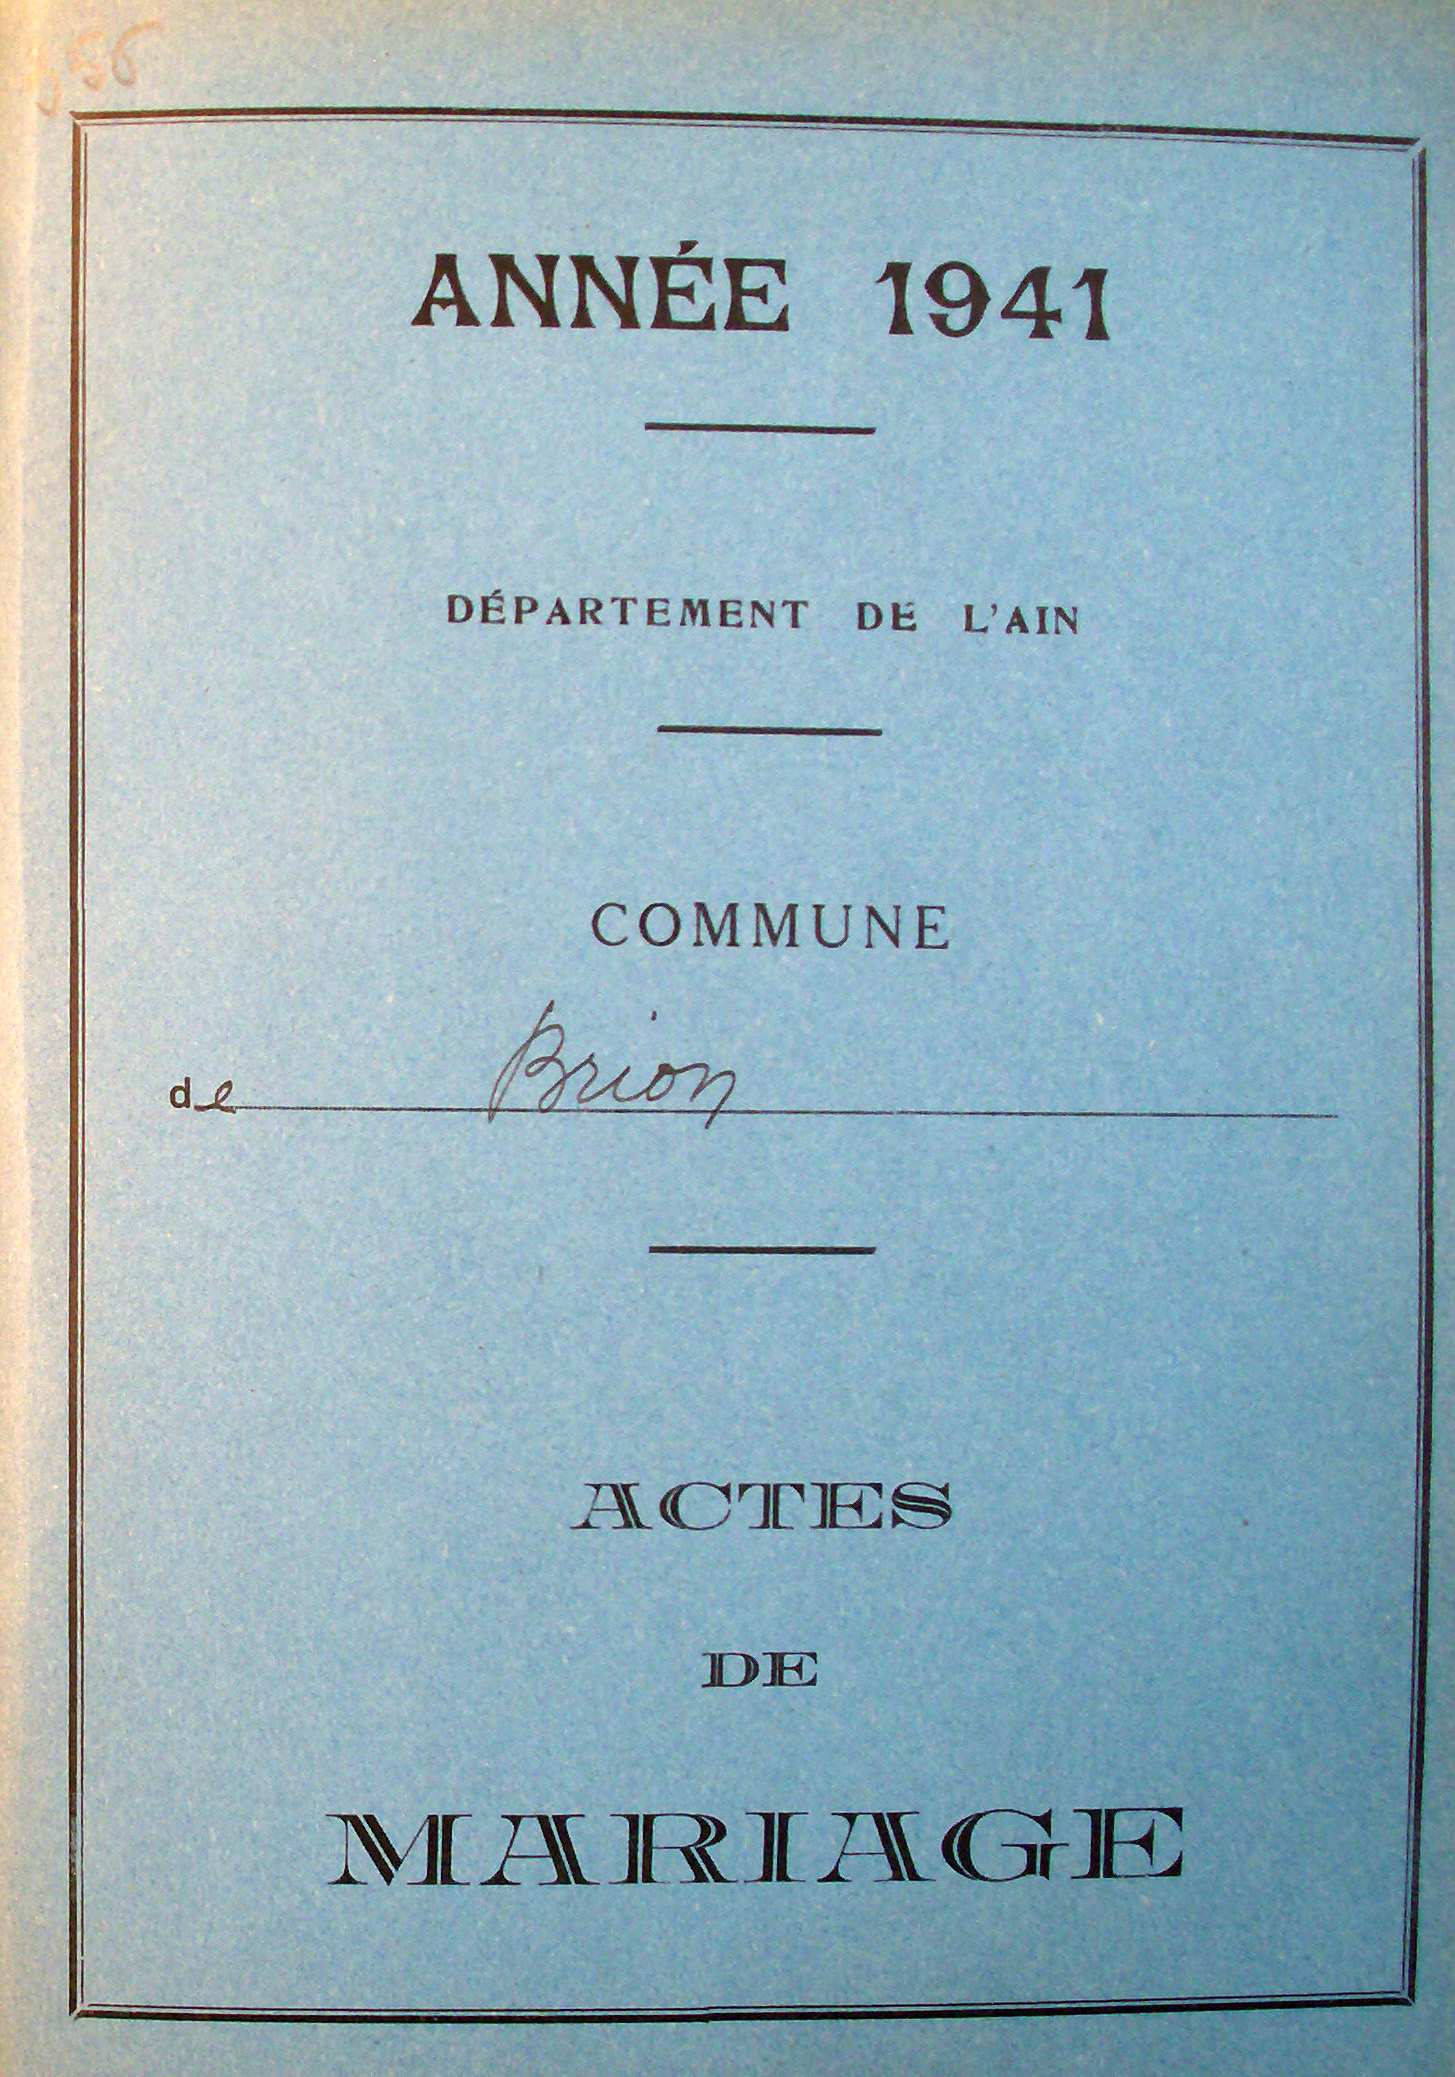 ANNÉE 1941
DÉPARTEMENT DE L'AIN
COMMUNE
de Brion
ACTES
DE
MARIAGE